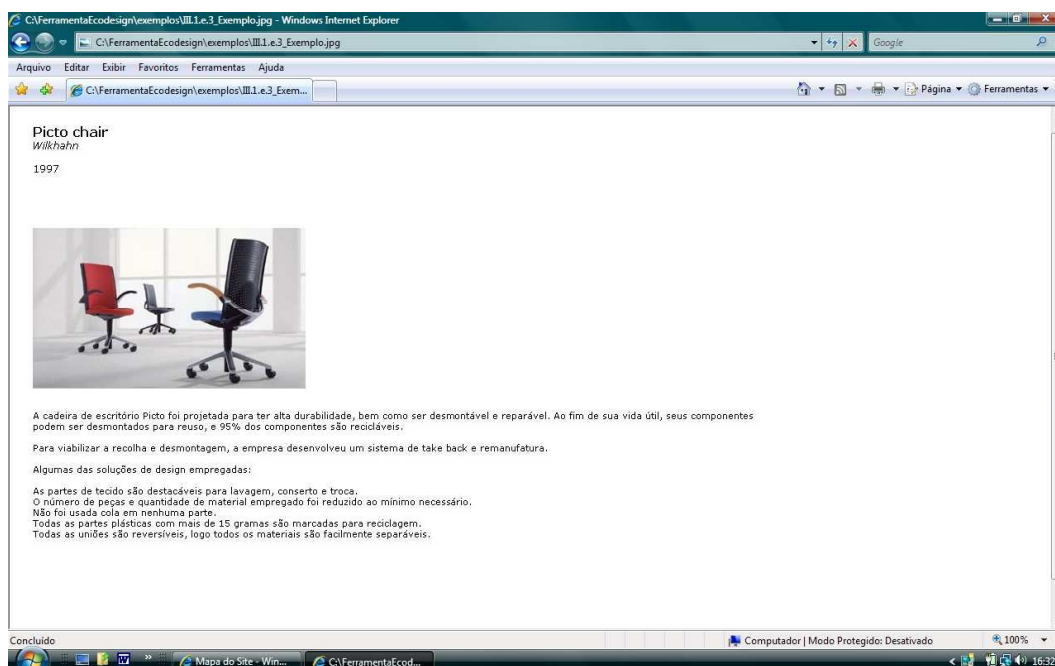 C:\FerramentaEcodesign\exemplos\III.1.e.3_Exemplo.jpg - Windows Internet Explorer
C:\FerramentaEcodesign\exemplos\III.1.e.3_Exemplo.jpg
Google
Arquivo Editar Exibir Favoritos Ferramentas Ajuda
C:\FerramentaEcodesign\exemplos\III.1.e.3_Exem...
Página Ferramentas
Picto chair
Wilkhahn
1997
A cadeira de escritório Picto foi projetada para ter alta durabilidade, bem como ser desmontável e reparável. Ao fim de sua vida útil, seus componentes
podem ser desmontados para reuso, e 95% dos componentes são recicláveis.
Para viabilizar a recolha e desmontagem, a empresa desenvolveu um sistema de take back e remanufatura.
Algumas das soluções de design empregadas:
As partes de tecido são destacáveis para lavagem, conserto e troca.
O número de peças e quantidade de material empregado foi reduzido ao mínimo necessário.
Não foi usada cola em nenhuma parte.
Todas as partes plásticas com mais de 15 gramas são marcadas para reciclagem.
Todas as uniões são reversíveis, logo todos os materiais são facilmente separáveis.
Concluído
Computador | Modo Protegido: Desativado
100%
Mapa do Site - Win...
C:\FerramentaEcod...
16:32